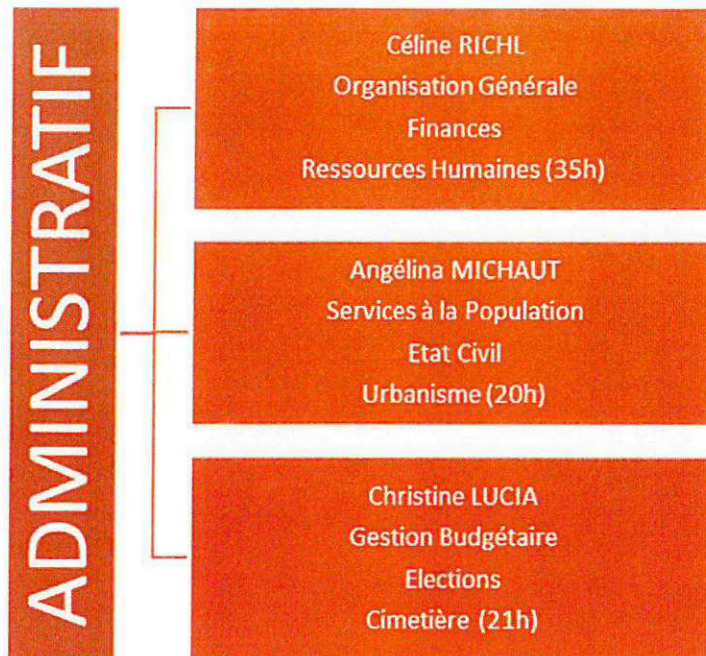 ADMINISTRATIF
Céline RICHL
Organisation Générale
Finances
Ressources Humaines (35h)
Angélina MICHAUT
Services à la Population
Etat Civil
Urbanisme (20h)
Christine LUCIA
Gestion Budgétaire
Elections
Cimetière (21h)